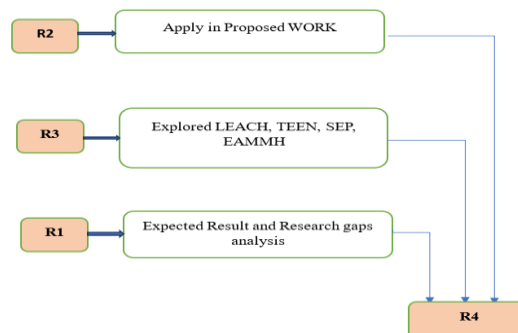 R2
Apply in Proposed WORK
R3
Explored LEACH, TEEN, SEP,
EAMMH
R1
Expected Result and Research gaps
analysis
R4